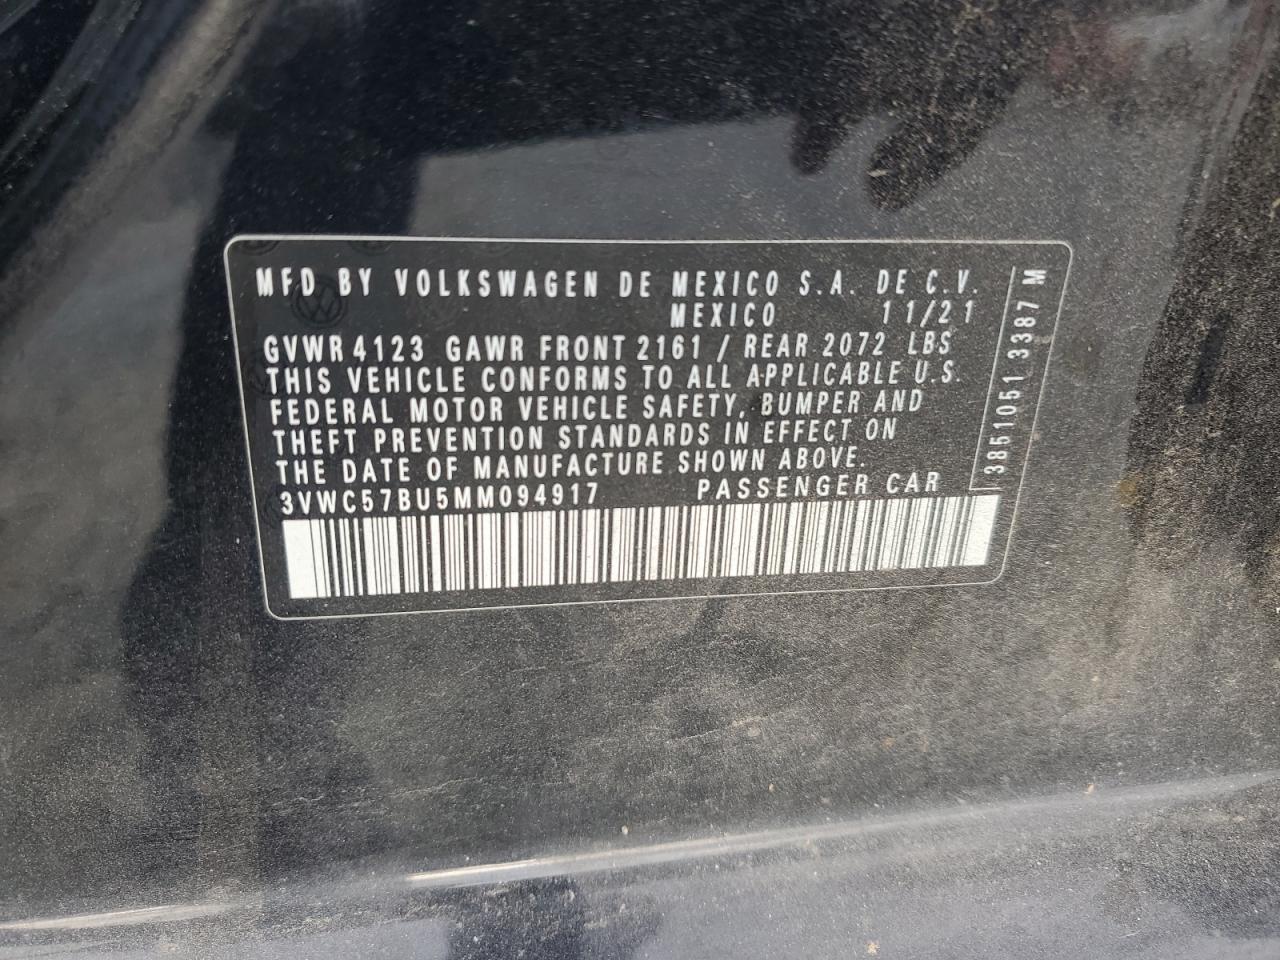 MFD BY VOLKSWAGEN DE MEXICO S.A. DE C.V.
MEXICO 11/21
GVWR 4123 GAWR FRONT 2161 / REAR 2072 LBS
THIS VEHICLE CONFORMS TO ALL APPLICABLE U.S.
FEDERAL MOTOR VEHICLE SAFETY, BUMPER AND
THEFT PREVENTION STANDARDS IN EFFECT ON
THE DATE OF MANUFACTURE SHOWN ABOVE.
3VWC57BU5MM094917 PASSENGER CAR
3851051 3387 M